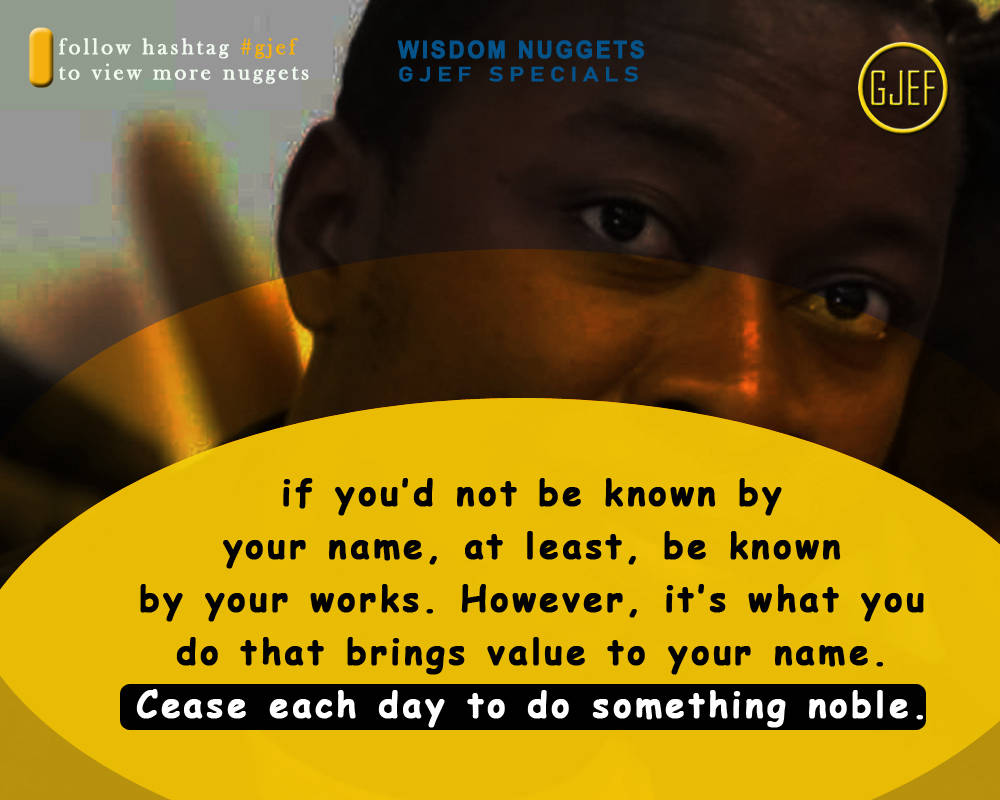 follow hashtag #gjef
to view more nuggets
WISDOM NUGGETS
GJEF SPECIALS
GJEF
if you'd not be known by
your name, at least, be known
by your works. However, it's what you
do that brings value to your name.
Cease each day to do something noble.